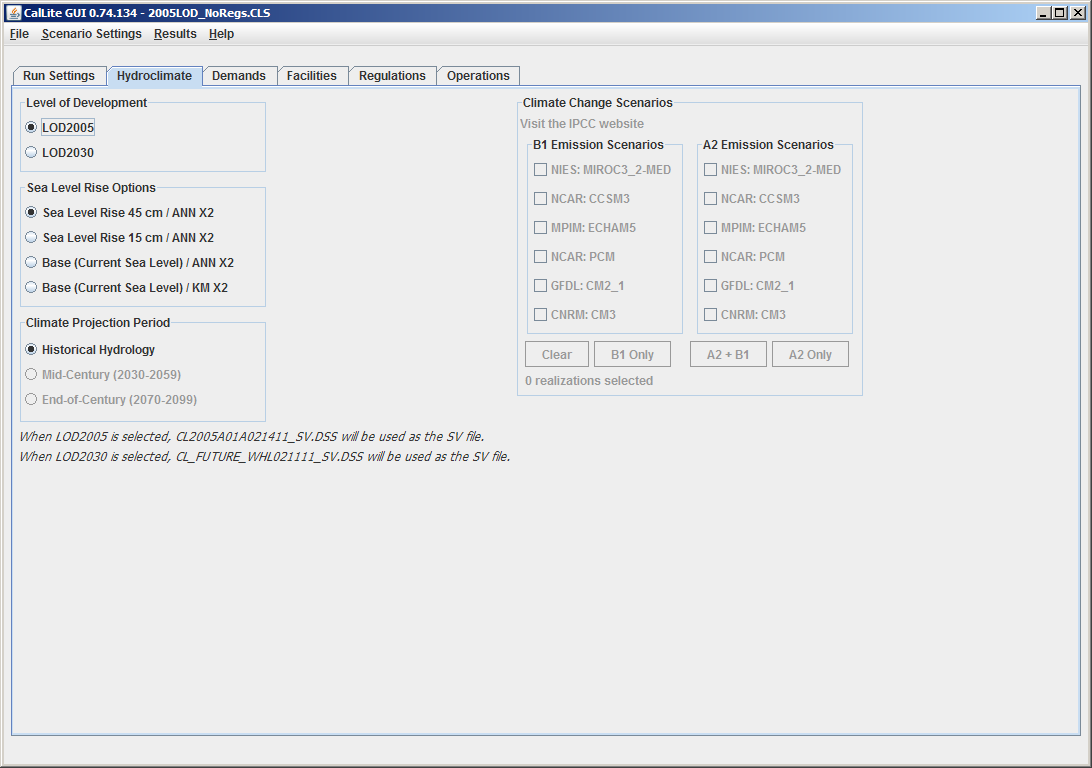 CalLite GUI 0.74.134 - 2005LOD_NoRegs.CLS
File Scenario Settings Results Help
Run Settings Hydroclimate Demands Facilities Regulations Operations
Level of Development
LOD2005
LOD2030
Sea Level Rise Options
Sea Level Rise 45 cm / ANN X2
Sea Level Rise 15 cm / ANN X2
Base (Current Sea Level) / ANN X2
Base (Current Sea Level) / KM X2
Climate Projection Period
Historical Hydrology
Mid-Century (2030-2059)
End-of-Century (2070-2099)
When LOD2005 is selected, CL2005A01A021411_SV.DSS will be used as the SV file.
When LOD2030 is selected, CL_FUTURE_WHL021111_SV.DSS will be used as the SV file.
Climate Change Scenarios
Visit the IPCC website
B1 Emission Scenarios
NIES: MIROC3_2-MED
NCAR: CCSM3
MPIM: ECHAM5
NCAR: PCM
GFDL: CM2_1
CNRM: CM3
A2 Emission Scenarios
NIES: MIROC3_2-MED
NCAR: CCSM3
MPIM: ECHAM5
NCAR: PCM
GFDL: CM2_1
CNRM: CM3
Clear B1 Only A2 + B1 A2 Only
0 realizations selected